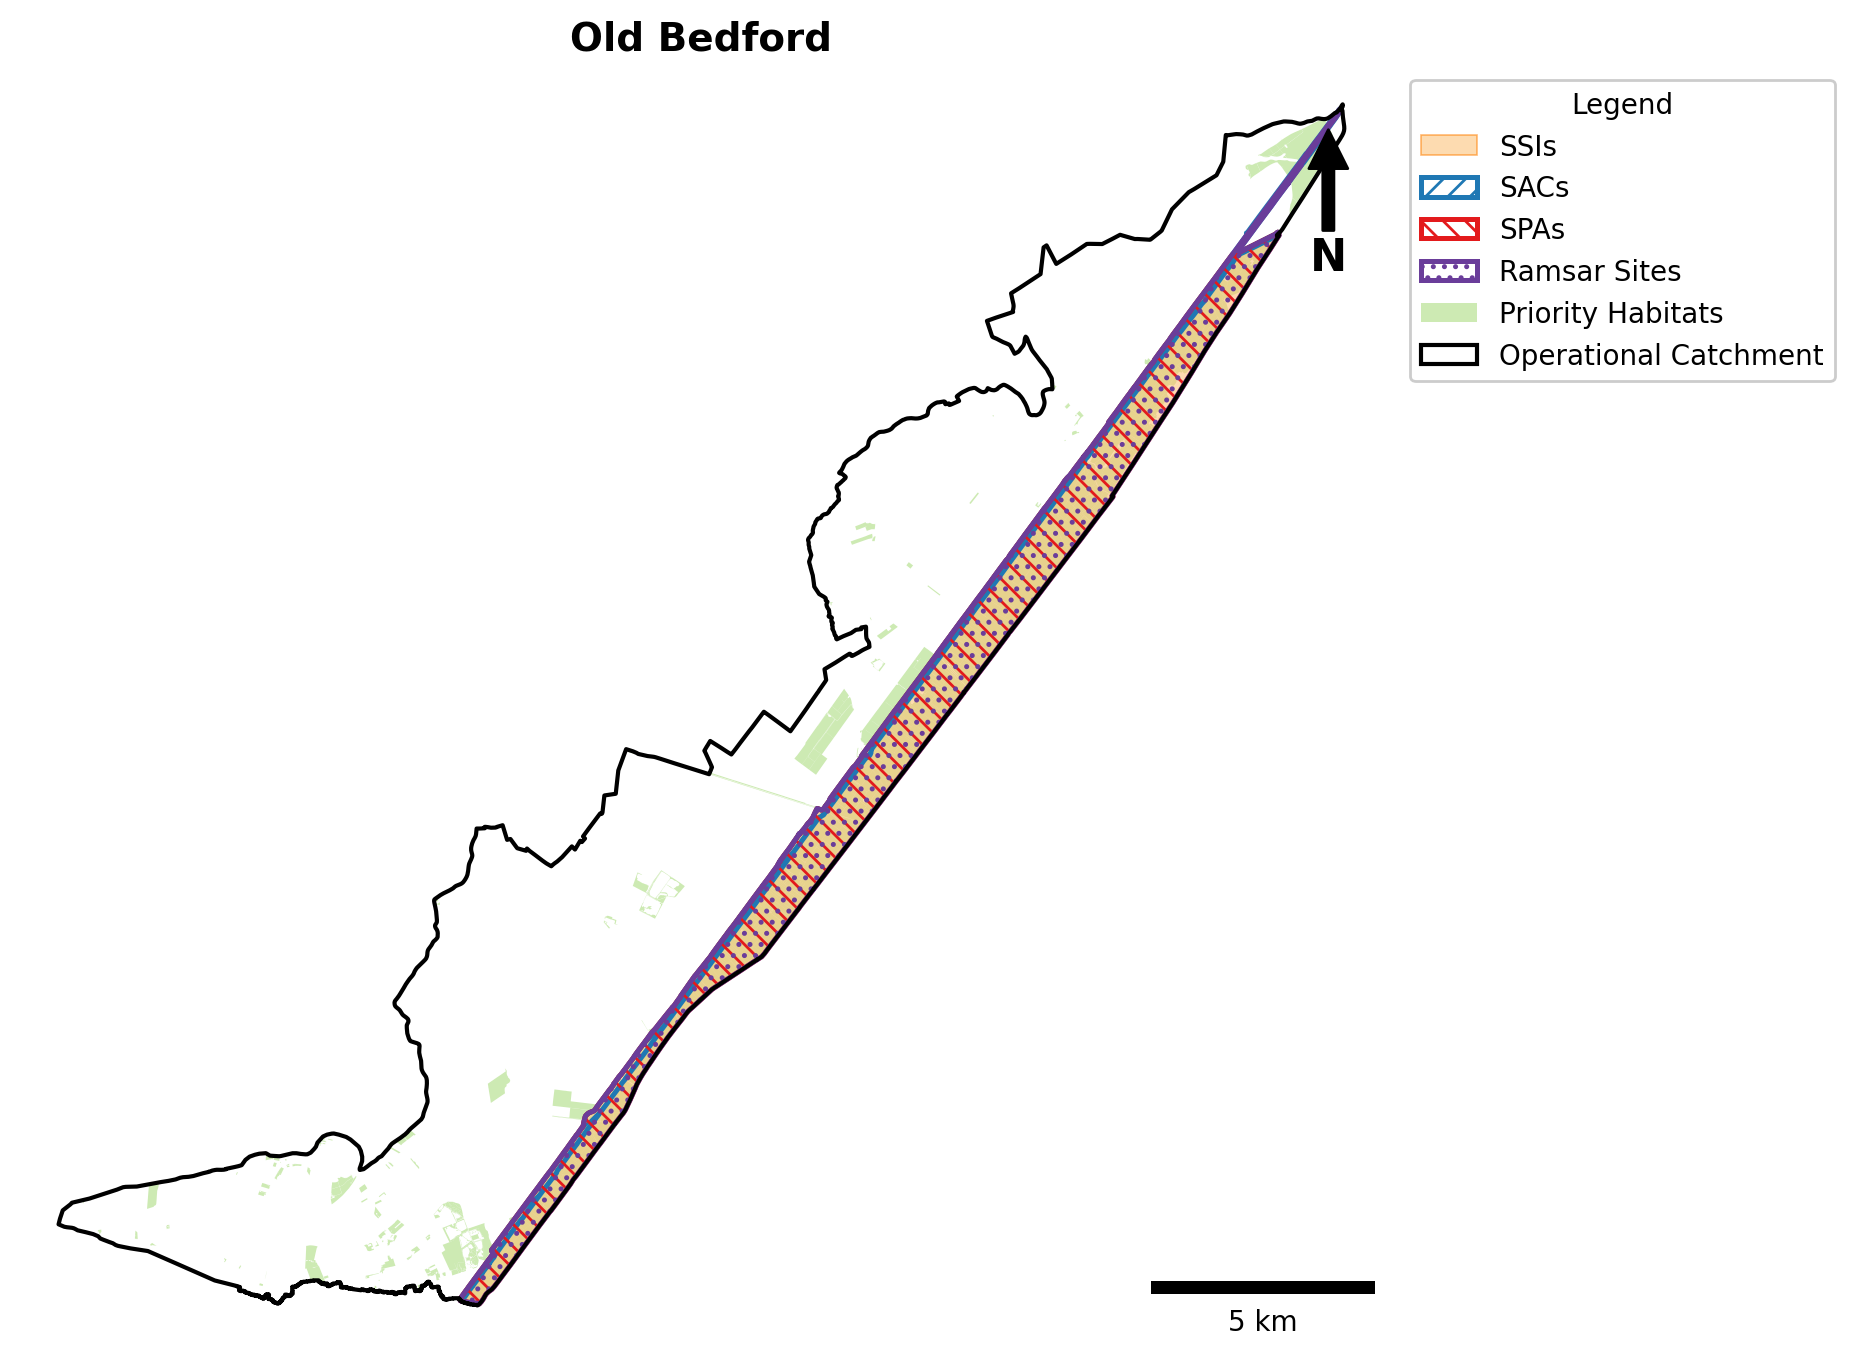 Old Bedford
Legend
SSIs
SACs
SPAs
Ramsar Sites
Priority Habitats
Operational Catchment
N
5 km